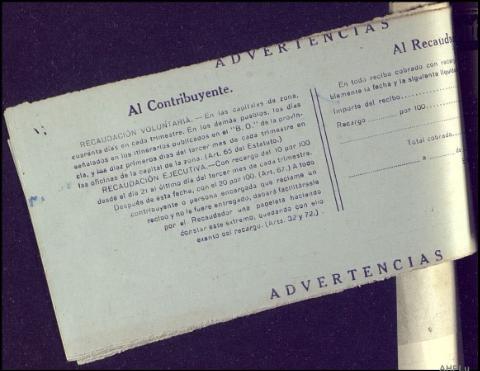 ADVERTENCIAS
Al Contribuyente.
RECAUDACIÓN VOLUNTARIA.—En las capitales de zona,
cuarenta días en cada trimestre. En los demás pueblos, los días
señalados en los itinerarios publicados en el "B. O." de la provin-
cia, y los diez primeros días del tercer mes de cada trimestre en
las oficinas de la capital de la zona. (Art. 65 del Estatuto.)
RECAUDACIÓN EJECUTIVA.—Con recargo del 10 por 100
desde el día 21 al último día del tercer mes de cada trimestre.
Después de esta fecha, con el 20 por 100. (Art. 67.) A todo
contribuyente o persona encargada que reclame un
recibo y no le fuere entregado, deberá facilitársele
por el Recaudador una papeleta haciendo
constar este extremo, quedando con ello
exento del recargo. (Arts. 32 y 72.)
Al Recauda
En todo recibo cobrado con reca
blemente la fecha y la siguiente liquida
Importe del recibo
Recargo por 100
Total cobrado
a de
ADVERTENCIAS